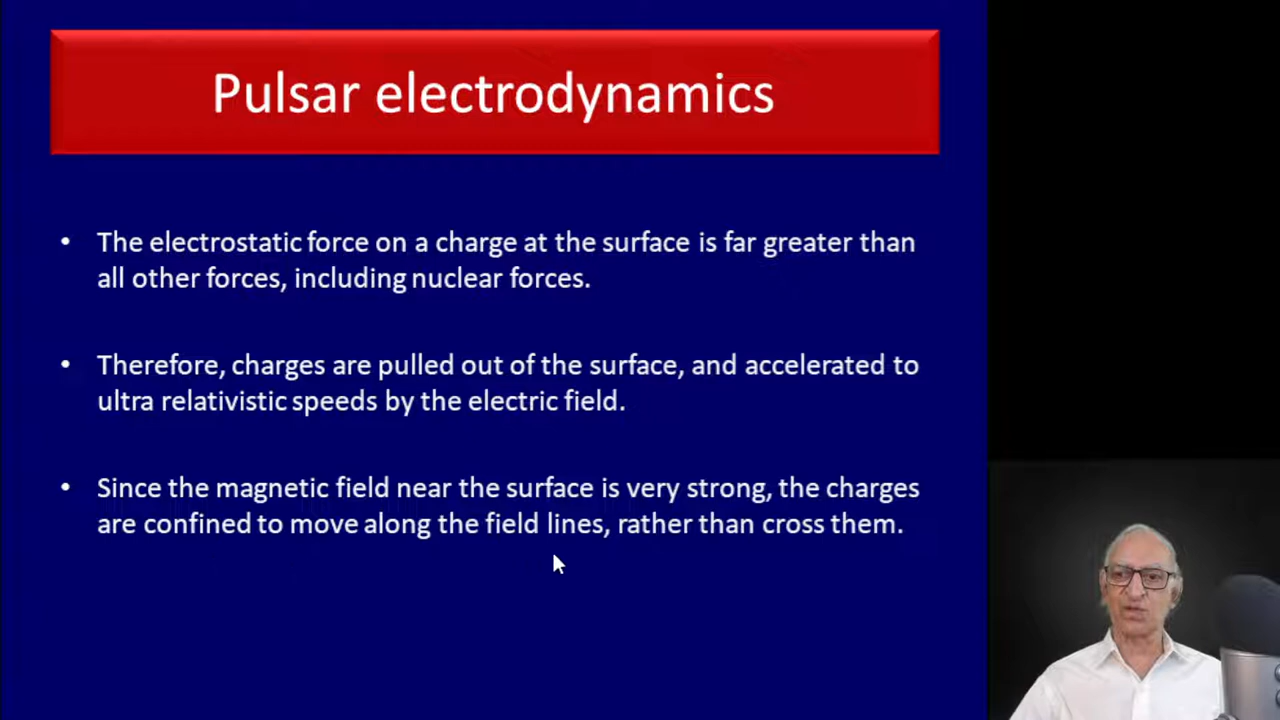 Pulsar electrodynamics
• The electrostatic force on a charge at the surface is far greater than
all other forces, including nuclear forces.
• Therefore, charges are pulled out of the surface, and accelerated to
ultra relativistic speeds by the electric field.
• Since the magnetic field near the surface is very strong, the charges
are confined to move along the field lines, rather than cross them.